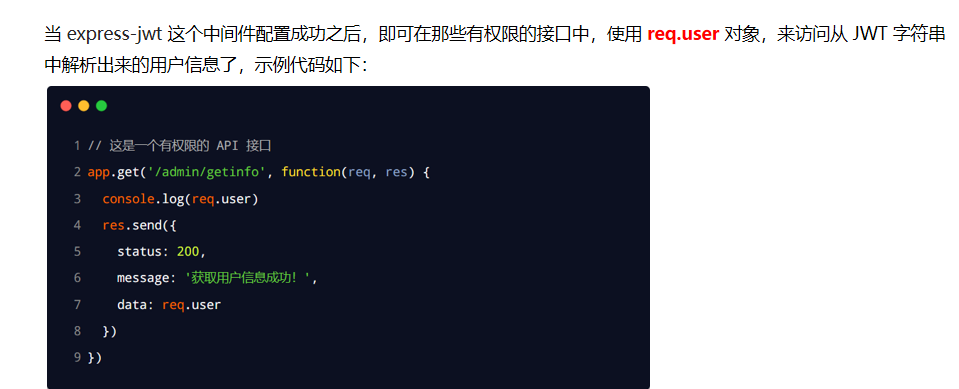 当 express-jwt 这个中间件配置成功之后，即可在那些有权限的接口中，使用 req.user 对象，来访问从 JWT 字符串
中解析出来的用户信息了，示例代码如下：
1 // 这是一个有权限的 API 接口
2 app.get('/admin/getinfo', function(req, res) {
3   console.log(req.user)
4   res.send({
5     status: 200,
6     message: '获取用户信息成功！',
7     data: req.user
8   })
9 })